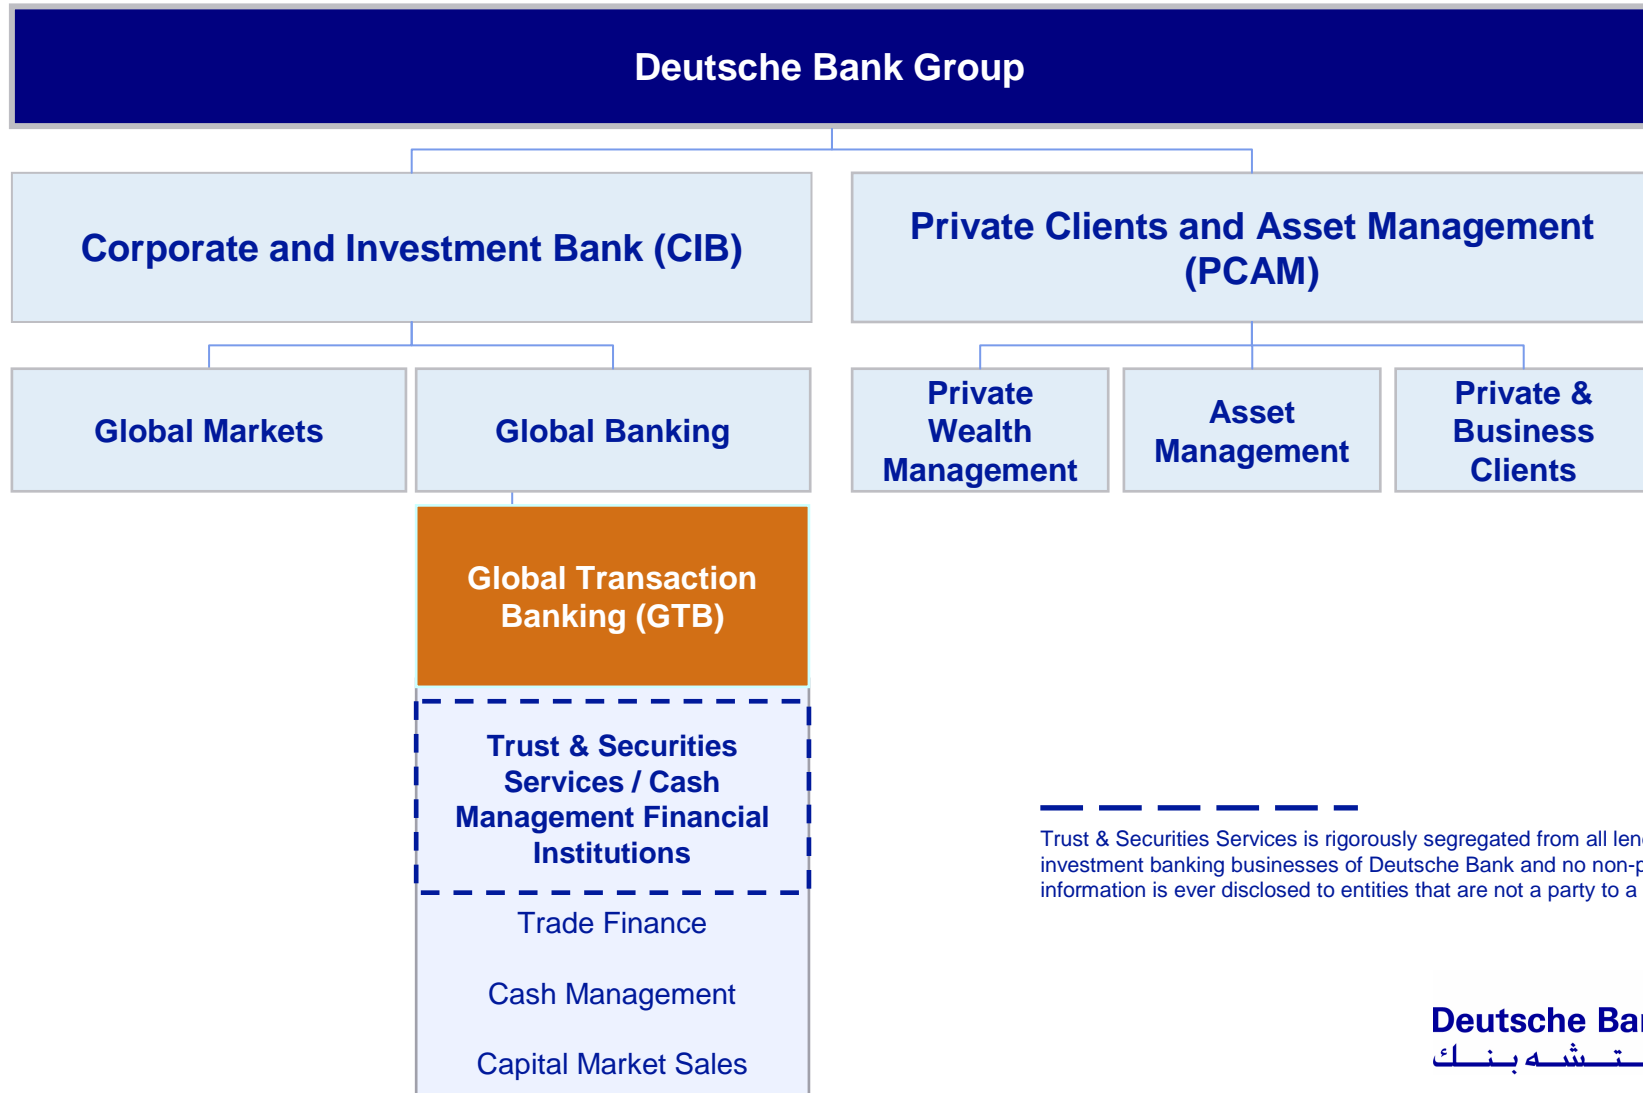 Deutsche Bank Group
Corporate and Investment Bank (CIB)
Private Clients and Asset Management
(PCAM)
Global Markets
Global Banking
Private
Wealth
Management
Asset
Management
Private &
Business
Clients
Global Transaction
Banking (GTB)
Trust & Securities
Services / Cash
Management Financial
Institutions
Trade Finance
Cash Management
Capital Market Sales
Trust & Securities Services is rigorously segregated from all
investment banking businesses of Deutsche Bank and no
information is ever disclosed to entities that are not a party to a
Deutsche
بنك